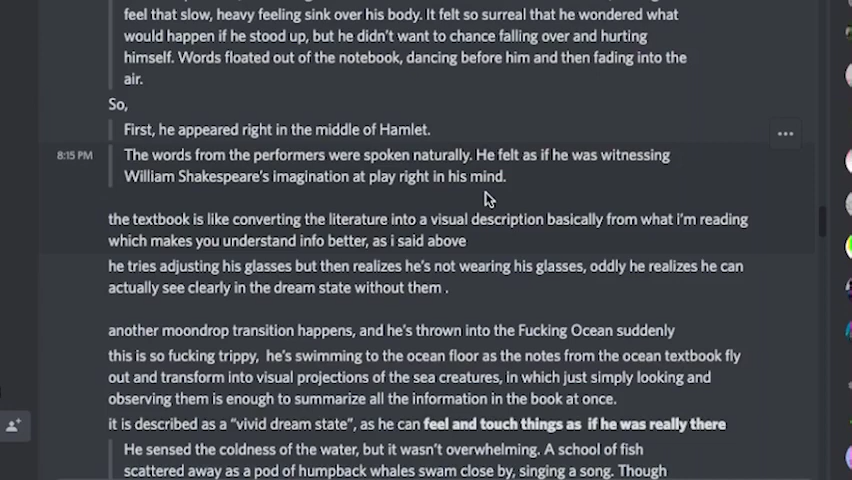 feel that slow, heavy feeling sink over his body. It felt so surreal that he wondered what
would happen if he stood up, but he didn't want to chance falling over and hurting
himself. Words floated out of the notebook, dancing before him and then fading into the
air.
So,
First, he appeared right in the middle of Hamlet.
8:15 PM
The words from the performers were spoken naturally. He felt as if he was witnessing
William Shakespeare's imagination at play right in his mind.
the textbook is like converting the literature into a visual description basically from what i'm reading
which makes you understand info better, as i said above
he tries adjusting his glasses but then realizes he's not wearing his glasses, oddly he realizes he can
actually see clearly in the dream state without them .
another moondrop transition happens, and he's thrown into the Fucking Ocean suddenly
this is so fucking trippy, he's swimming to the ocean floor as the notes from the ocean textbook fly
out and transform into visual projections of the sea creatures, in which just simply looking and
observing them is enough to summarize all the information in the book at once.
it is described as a “vivid dream state”, as he can feel and touch things as if he was really there
He sensed the coldness of the water, but it wasn't overwhelming. A school of fish
scattered away as a pod of humpback whales swam close by, singing a song. Though